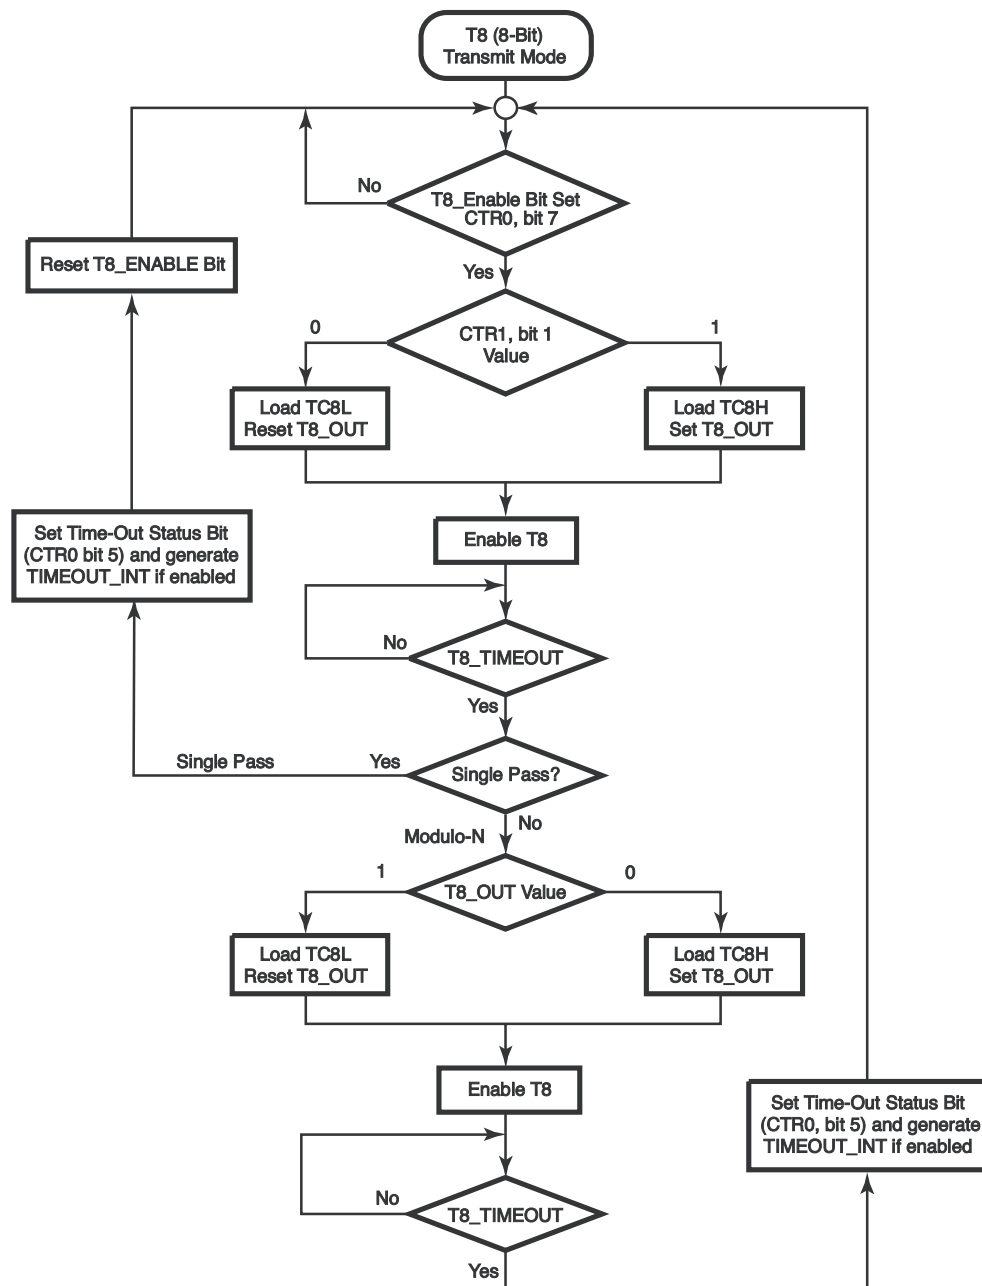 T8 (8-Bit)
Transmit Mode
No
T8_Enable Bit Set
CTR0, bit 7
Reset T8_ENABLE Bit
Yes
0
CTR1, bit 1
Value
1
Load TC8L
Reset T8_OUT
Load TC8H
Set T8_OUT
Set Time-Out Status Bit
(CTR0 bit 5) and generate
TIMEOUT_INT if enabled
Enable T8
No
T8_TIMEOUT
Yes
Single Pass
Yes
Single Pass?
No
Modulo-N
1
T8_OUT Value
0
Load TC8L
Reset T8_OUT
Load TC8H
Set T8_OUT
Enable T8
Set Time-Out Status Bit
(CTR0, bit 5) and generate
TIMEOUT_INT if enabled
No
T8_TIMEOUT
Yes